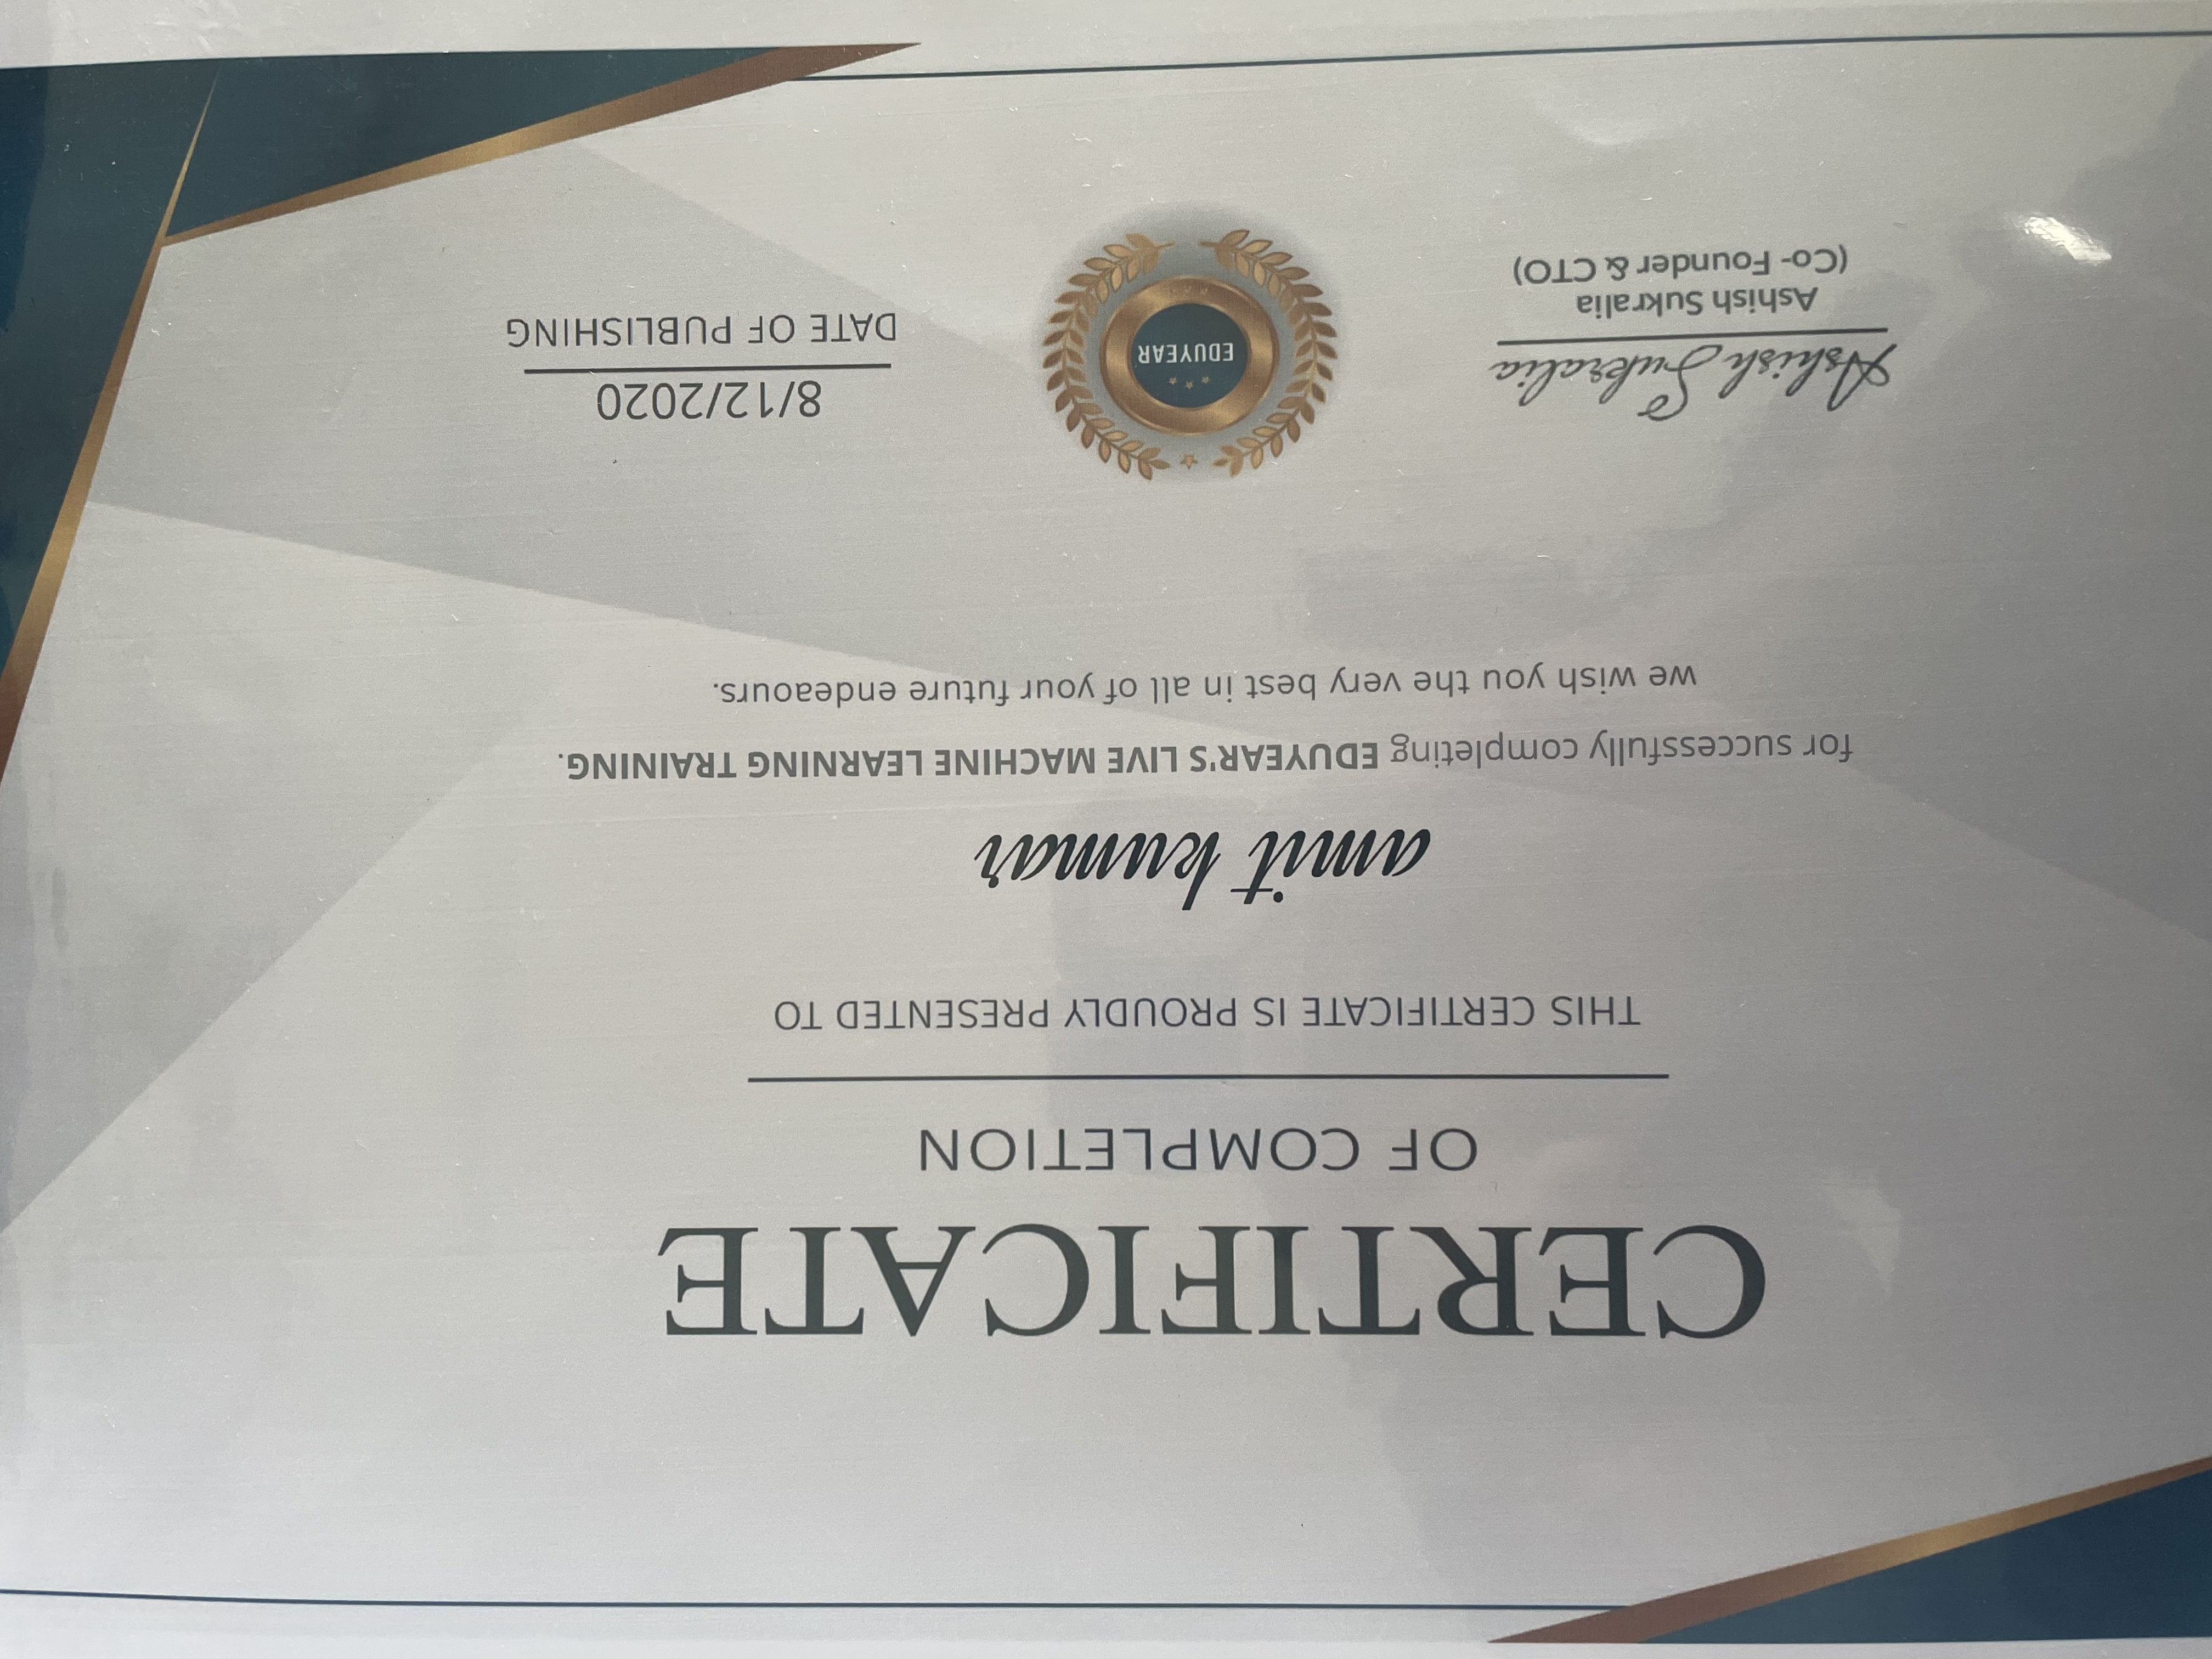 CERTIFICATE
OF COMPLETION
THIS CERTIFICATE IS PROUDLY PRESENTED TO
amit kumar
for successfully completing EDUYEAR'S LIVE MACHINE LEARNING TRAINING.
we wish you the very best in all of your future endeaours.
Ashish Sukralia
Ashish Sukralia
(Co- Founder & CTO)
EDUYEAR
8/12/2020
DATE OF PUBLISHING